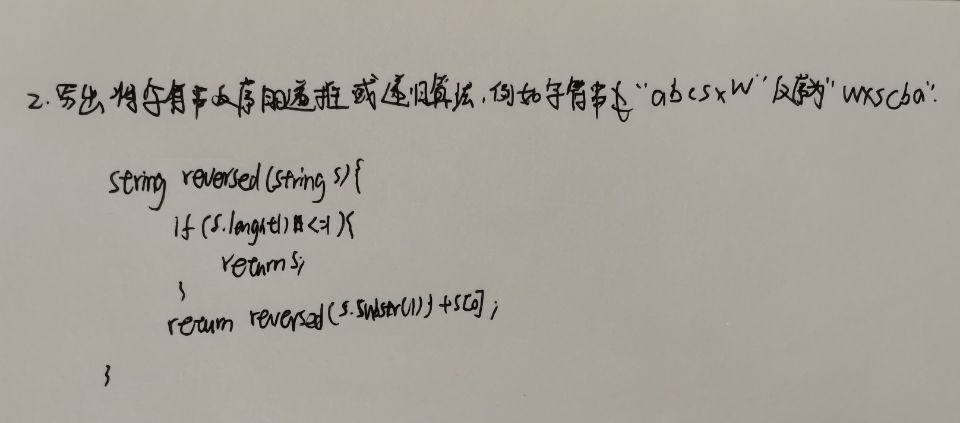 2.写出将字符串反序的递推或递归算法,例如字符串为"abcsxw"反序为"wxscba".
string reversed(string s){
if(s.lenght()<=1){
return s;
}
return reversed(s.substr(1))+s[0];
}